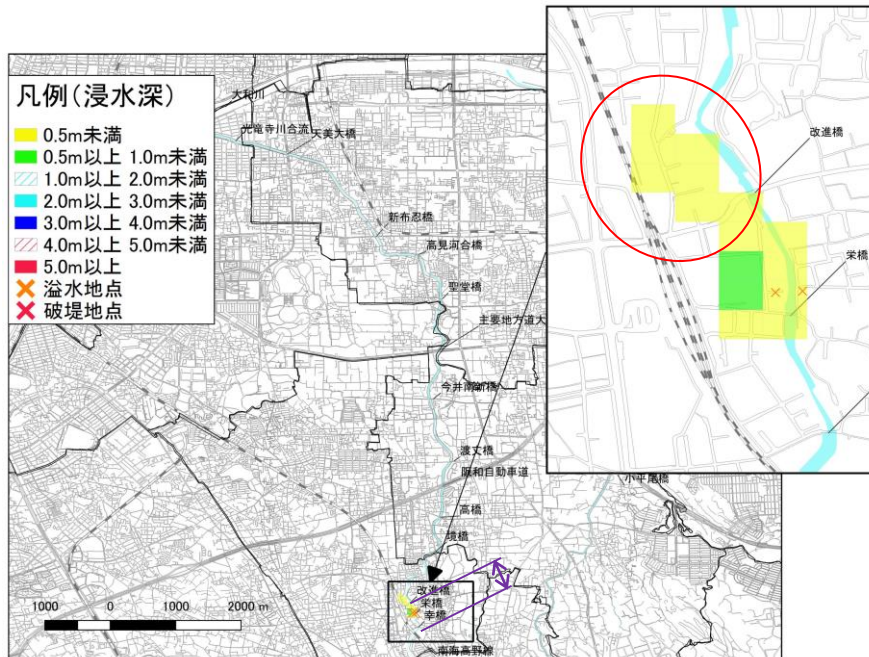 凡例(浸水深)
0.5m未満
0.5m以上 1.0m未満
1.0m以上 2.0m未満
2.0m以上 3.0m未満
3.0m以上 4.0m未満
4.0m以上 5.0m未満
5.0m以上
溢水地点
破堤地点
大和川
光竜寺川合流
天美大橋
新布忍橋
高見河合橋
聖堂橋
主要地方道大
渡丈橋
阪和自動車道
小平尾橋
高橋
境橋
改進橋
栄橋
幸橋
南海高野線
1000 0 1000 2000 m
改進橋
栄橋